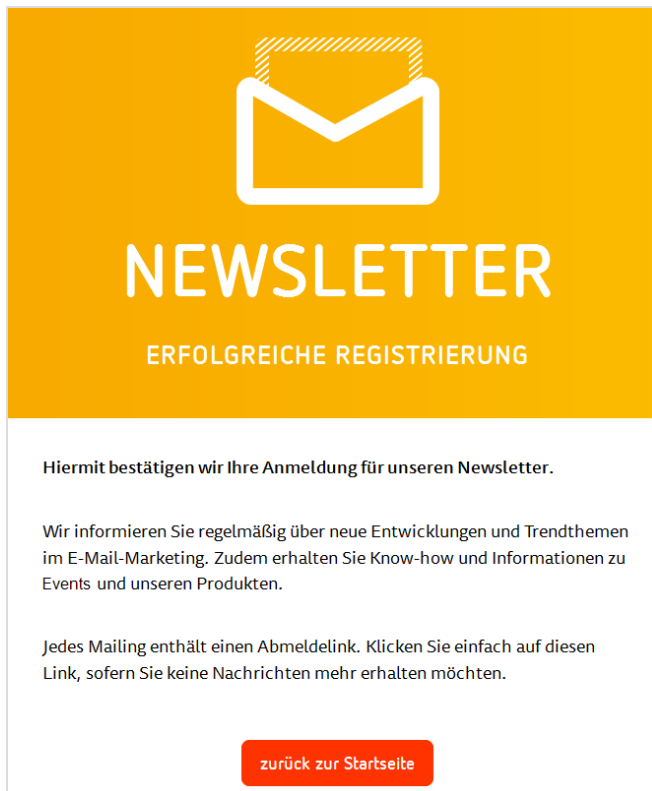 NEWSLETTER
ERFOLGREICHE REGISTRIERUNG
Hiermit bestätigen wir Ihre Anmeldung für unseren Newsletter.
Wir informieren Sie regelmäßig über neue Entwicklungen und Trendthemen
im E-Mail-Marketing. Zudem erhalten Sie Know-how und Informationen zu
Events und unseren Produkten.
Jedes Mailing enthält einen Abmeldelink. Klicken Sie einfach auf diesen
Link, sofern Sie keine Nachrichten mehr erhalten möchten.
zurück zur Startseite